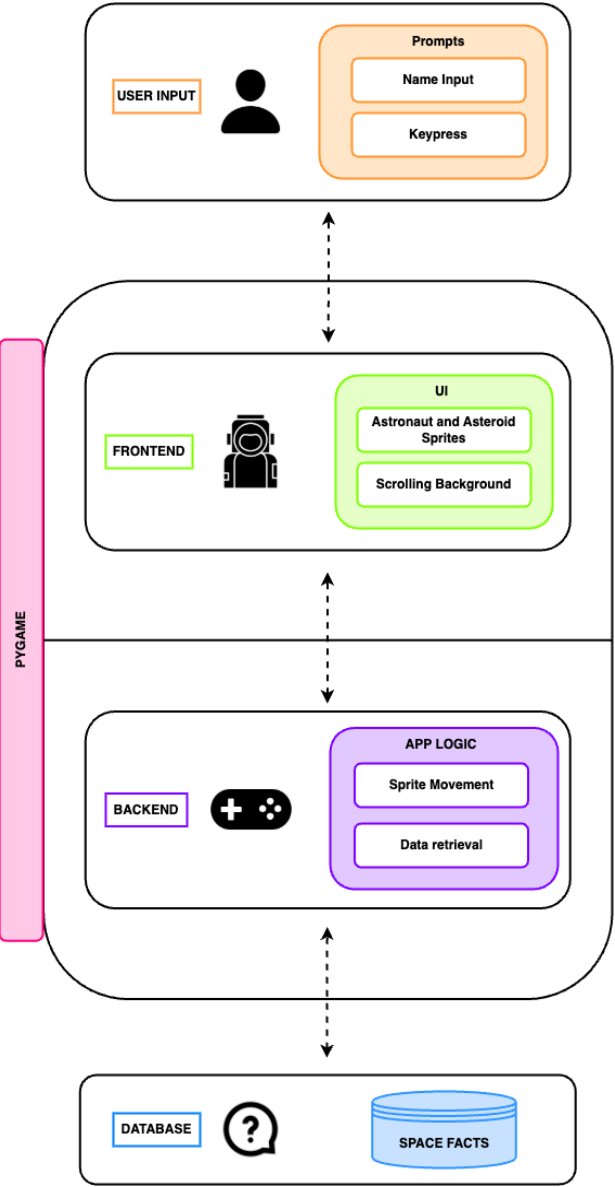 Prompts
USER INPUT
Name Input
Keypress
UI
Astronaut and Asteroid
Sprites
FRONTEND
Scrolling Background
PYGAME
APP LOGIC
Sprite Movement
BACKEND
Data retrieval
DATABASE
?
SPACE FACTS